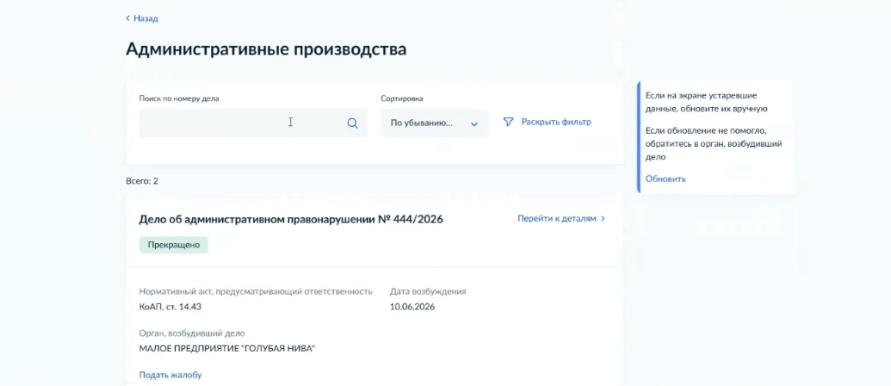 Назад
Административные производства
Поиск по номеру дела
Сортировка
По убыванию...
Раскрыть фильтр
Если на экране устаревшие
данные, обновите их вручную
Если обновление не помогло,
обратитесь в орган, возбудивший
дело
Обновить
Всего: 2
Дело об административном правонарушении № 444/2026
Перейти к деталям
Прекращено
Нормативный акт, предусматривающий ответственность
Дата возбуждения
КоАП, ст. 14.43
10.06.2026
Орган, возбудивший дело
МАЛОЕ ПРЕДПРИЯТИЕ "ГОЛУБАЯ НИВА"
Подать жалобу